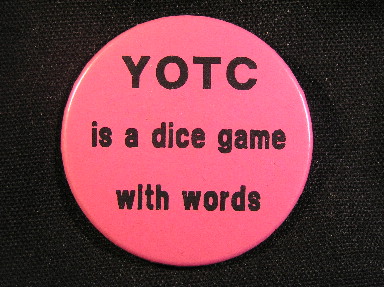 YOTC
is a dice game
with words